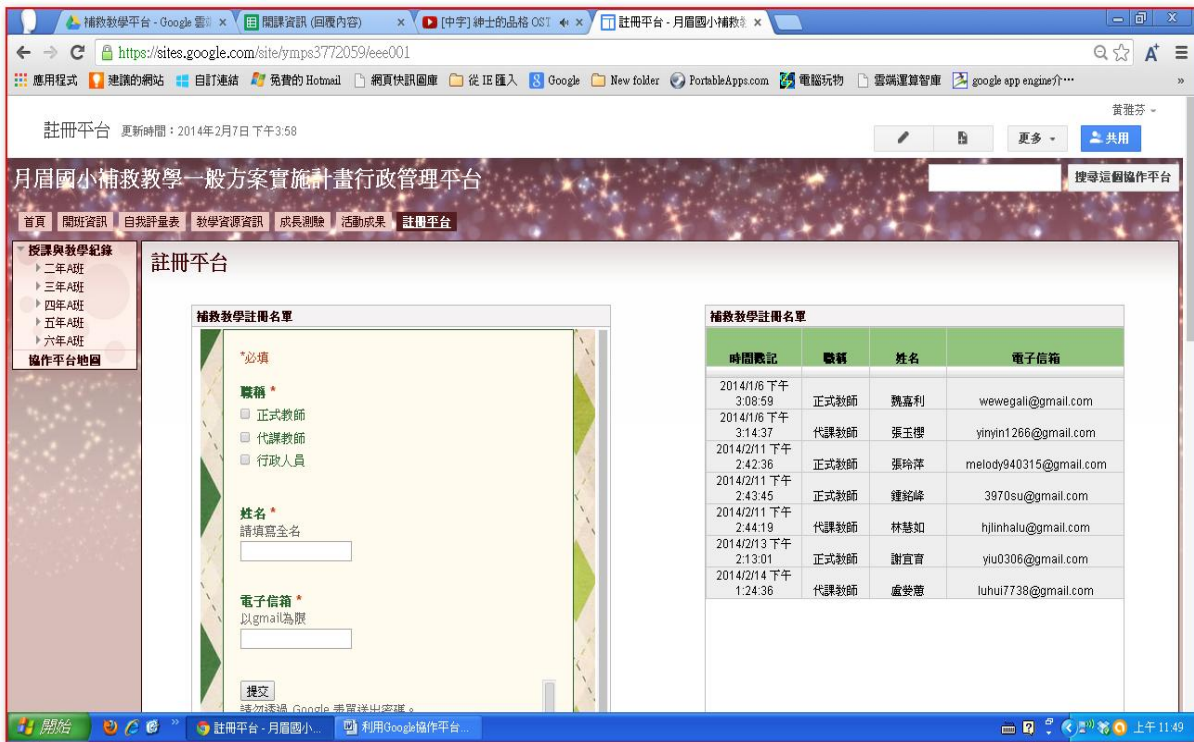 補救教學平台 - Google 雲
開課資訊 (回覆內容)
[中字] 紳士的品格 OST
註冊平台 - 月眉國小補救
https://sites.google.com/site/ymps3772059/eee001
應用程式 建議的網站 自訂連結 免費的 Hotmail 網頁快訊圖庫 從 IE 匯入 Google New folder PortableApps.com 電腦玩物 雲端運算智庫 google app engine介… »
黃雅芬
註冊平台 更新時間：2014年2月7日 下午3:58
更多 共用
月眉國小補救教學一般方案實施計畫行政管理平台
搜尋這個協作平台
首頁 開班資訊 自我評量表 教學資源資訊 成長測驗 活動成果 註冊平台
授課與教學紀錄
二年A班
三年A班
四年A班
五年A班
六年A班
協作平台地圖
註冊平台
補救教學註冊名單
*必填
職稱 *
正式教師
代課教師
行政人員
姓名 *
請填寫全名
電子信箱 *
以gmail為限
提交
請勿透過 Google 表單送出密碼。
補救教學註冊名單
時間戳記 職稱 姓名 電子信箱
2014/1/6 下午 3:08:59 正式教師 魏嘉利 wewegali@gmail.com
2014/1/6 下午 3:14:37 代課教師 張玉櫻 yinyin1266@gmail.com
2014/2/11 下午 2:42:36 正式教師 張玲萍 melody940315@gmail.com
2014/2/11 下午 2:43:45 正式教師 鍾銘峰 3970su@gmail.com
2014/2/11 下午 2:44:19 代課教師 林慧如 hjlinhalu@gmail.com
2014/2/13 下午 2:13:01 正式教師 謝宜育 yiu0306@gmail.com
2014/2/14 下午 1:24:36 代課教師 luhui7738@gmail.com
開始 » 註冊平台 - 月眉國小... 利用Google協作平台... 上午 11:49